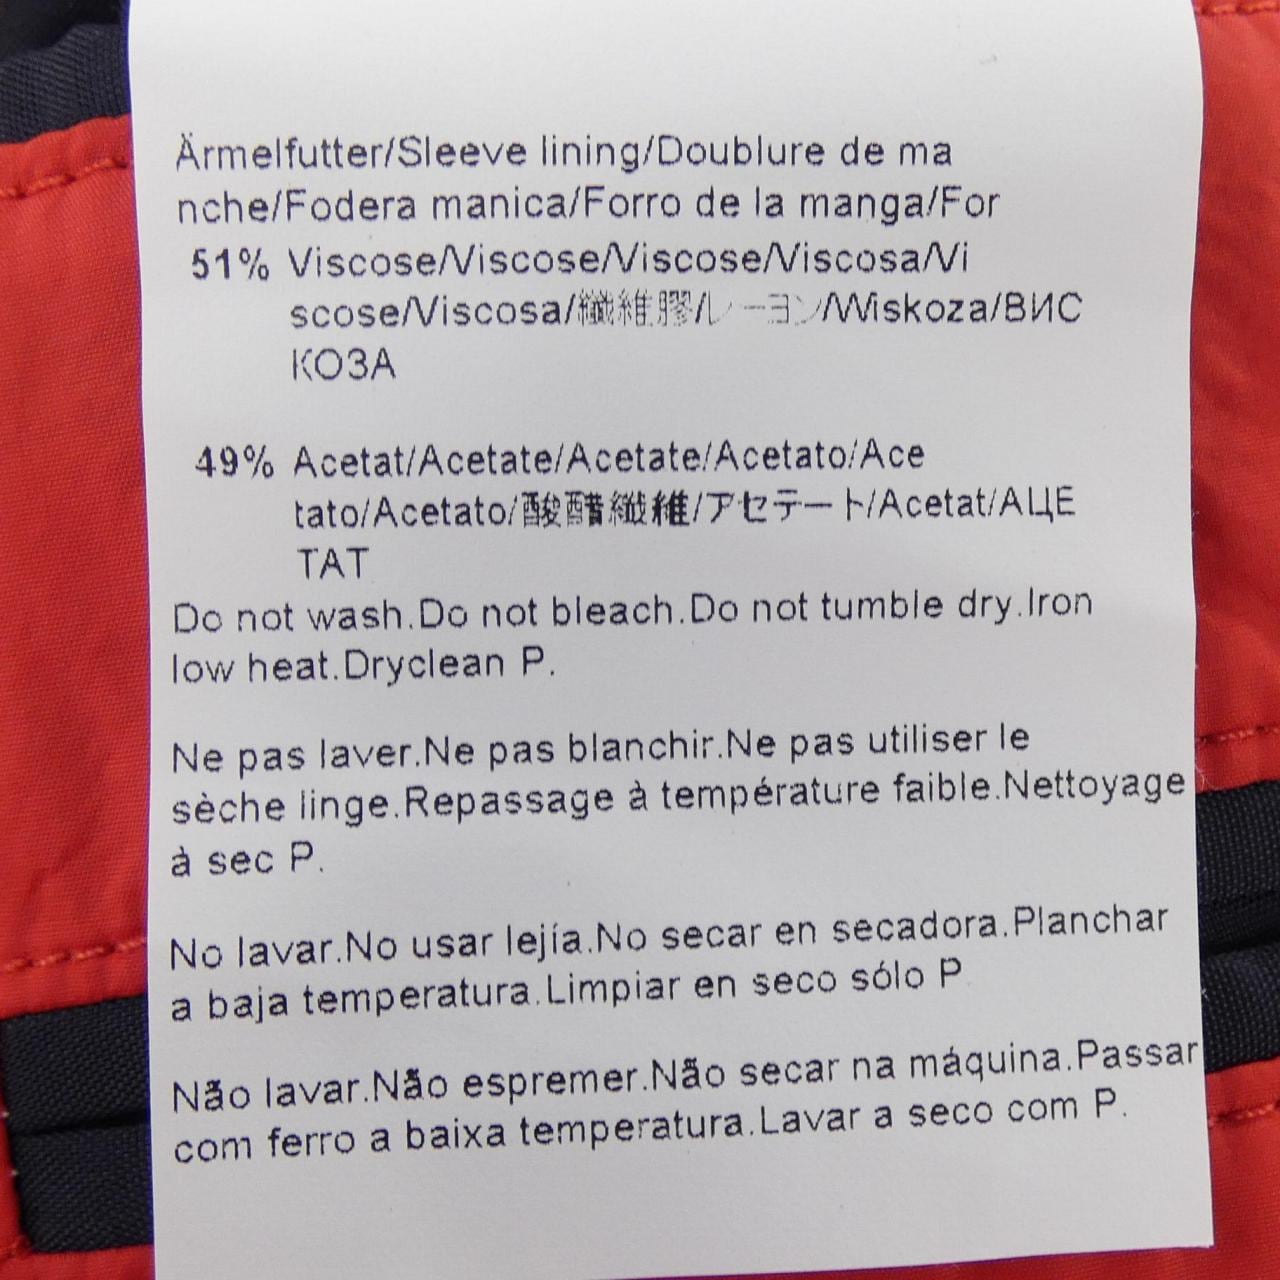 Ärmelfutter/Sleeve lining/Doublure de ma
nche/Fodera manica/Forro de la manga/For
51% Viscose/Viscose/Viscose/Viscosa/Vi
scose/Viscosa/纖維膠/レーヨン/Wiskoza/ВИС
КОЗА
49% Acetat/Acetate/Acetate/Acetato/Ace
tato/Acetato/酸醋纖維/アセテート/Acetat/АЦЕ
ТАТ
Do not wash.Do not bleach.Do not tumble dry.Iron
low heat.Dryclean P.
Ne pas laver.Ne pas blanchir.Ne pas utiliser le
sèche linge.Repassage à température faible.Nettoyage
à sec P.
No lavar.No usar lejía.No secar en secadora.Planchar
a baja temperatura.Limpiar en seco sólo P
Não lavar.Não espremer.Não secar na máquina.Passar
com ferro a baixa temperatura.Lavar a seco com P.